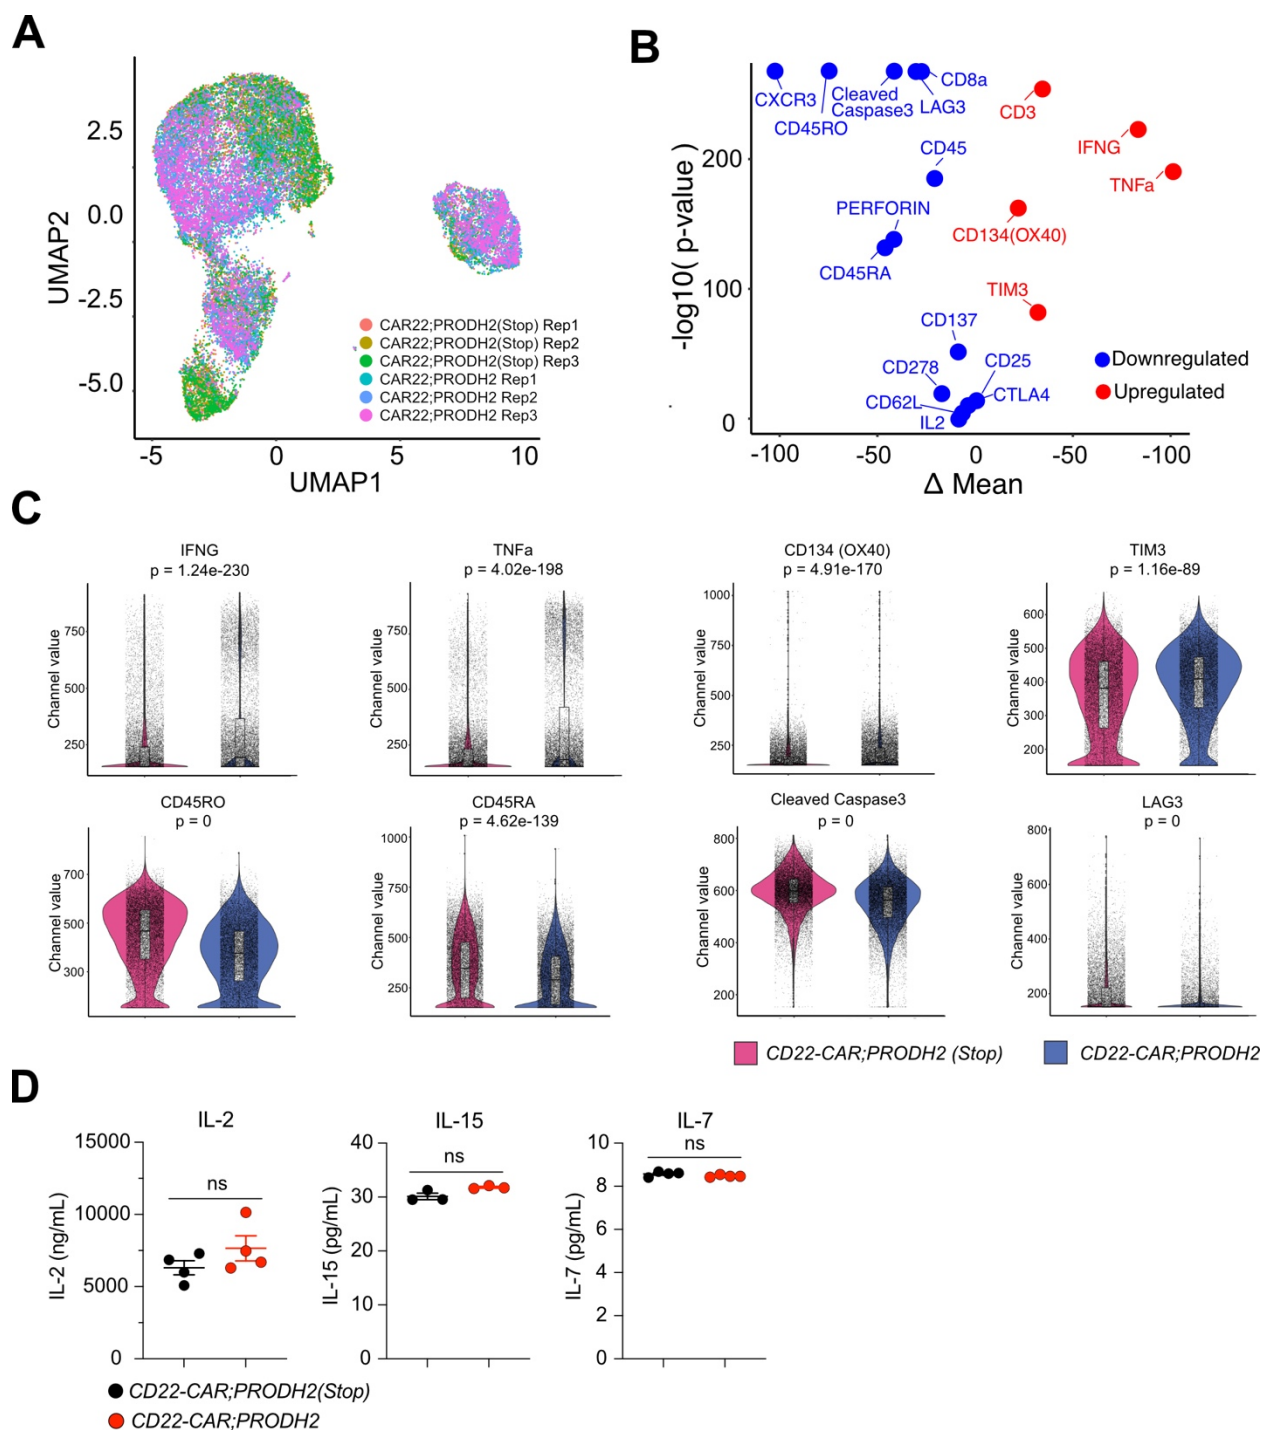 A
2.5
0.0
-2.5
-5.0
UMAP2
-5
0
5
10
UMAP1
CAR22;PRODH2(Stop) Rep1
CAR22;PRODH2(Stop) Rep2
CAR22;PRODH2(Stop) Rep3
CAR22;PRODH2 Rep1
CAR22;PRODH2 Rep2
CAR22;PRODH2 Rep3
B
-log10( p-value )
200
100
0
CXCR3
CD45RO
Cleaved
Caspase3
LAG3
CD8a
CD3
IFNG
TNFa
CD45
PERFORIN
CD45RA
CD134(OX40)
TIM3
CD137
CD278
CD25
CD62L
CTLA4
IL2
Downregulated
Upregulated
-100
-50
0
-50
-100
Δ Mean
C
IFNG
p = 1.24e-230
Channel value
750
500
250
TNFa
p = 4.02e-198
Channel value
750
500
250
CD134 (OX40)
p = 4.91e-170
Channel value
1000
500
250
TIM3
p = 1.16e-89
Channel value
600
500
400
300
200
CD45RO
p = 0
Channel value
700
500
300
CD45RA
p = 4.62e-139
Channel value
1000
750
500
250
Cleaved Caspase3
p = 0
Channel value
800
600
400
200
LAG3
p = 0
Channel value
800
600
400
200
CD22-CAR;PRODH2 (Stop)
CD22-CAR;PRODH2
D
IL-2
ns
IL-2 (ng/mL)
15000
10000
5000
0
IL-15
ns
IL-15 (pg/mL)
40
30
20
10
0
IL-7
ns
IL-7 (pg/mL)
10
8
6
4
2
0
CD22-CAR;PRODH2(Stop)
CD22-CAR;PRODH2